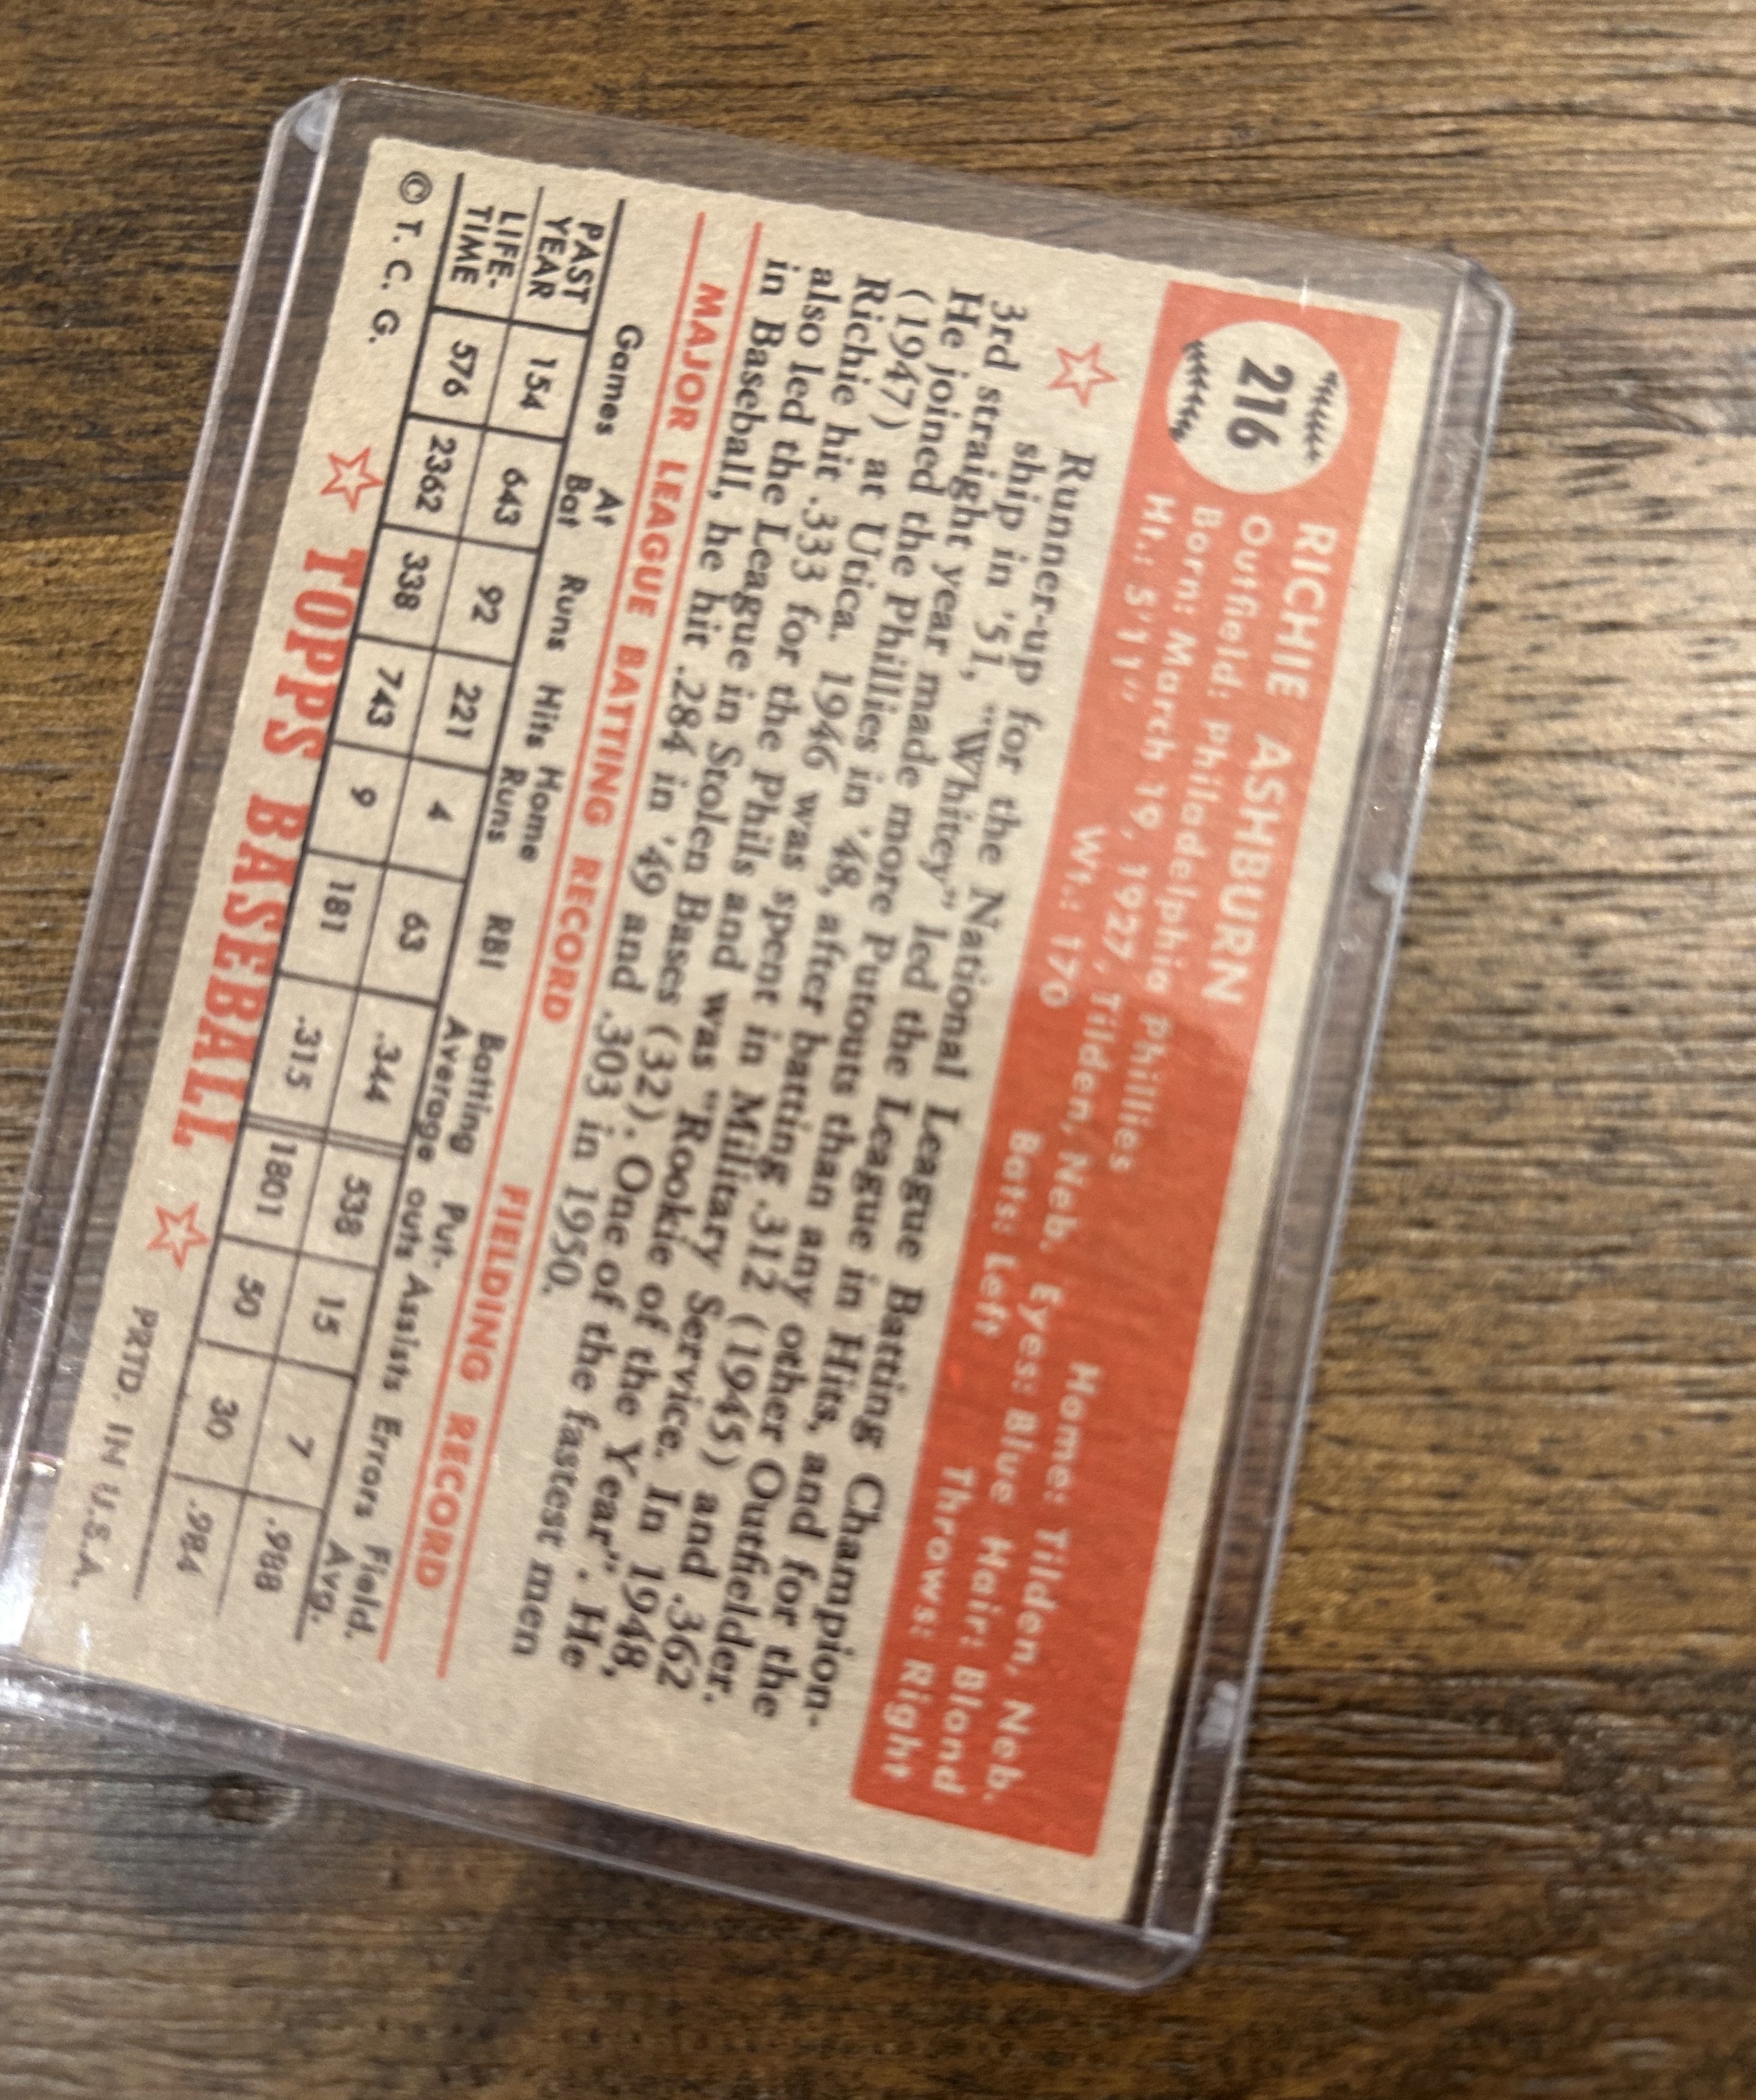 216
RICHIE ASHBURN
Outfield: Philadelphia Phillies Home: Tilden, Neb.
Born: March 19, 1927, Tilden, Neb. Eyes: Blue Hair: Blond
Ht.: 5'11" Wt.: 170 Bats: Left Throws: Right
Runner-up for the National League Batting Champion-
ship in '51, "Whitey" led the League in Hits, and for the
3rd straight year made more Putouts than any other Outfielder.
He joined the Phillies in '48, after batting .312 (1945) and .362
(1947) at Utica. 1946 was spent in Military Service. In 1948,
Richie hit .333 for the Phils and was "Rookie of the Year". He
also led the League in Stolen Bases (32). One of the fastest men
in Baseball, he hit .284 in '49 and .303 in 1950.
MAJOR LEAGUE BATTING RECORD FIELDING RECORD
Games At Bat Runs Hits Home Runs RBI Batting Average Put-outs Assists Errors Field. Avg.
PAST YEAR 154 643 92 221 4 63 .344 538 15 7 .988
LIFE-TIME 576 2362 338 743 9 181 .315 1801 50 30 .984
© T. C. G. TOPPS BASEBALL PRTD. IN U.S.A.